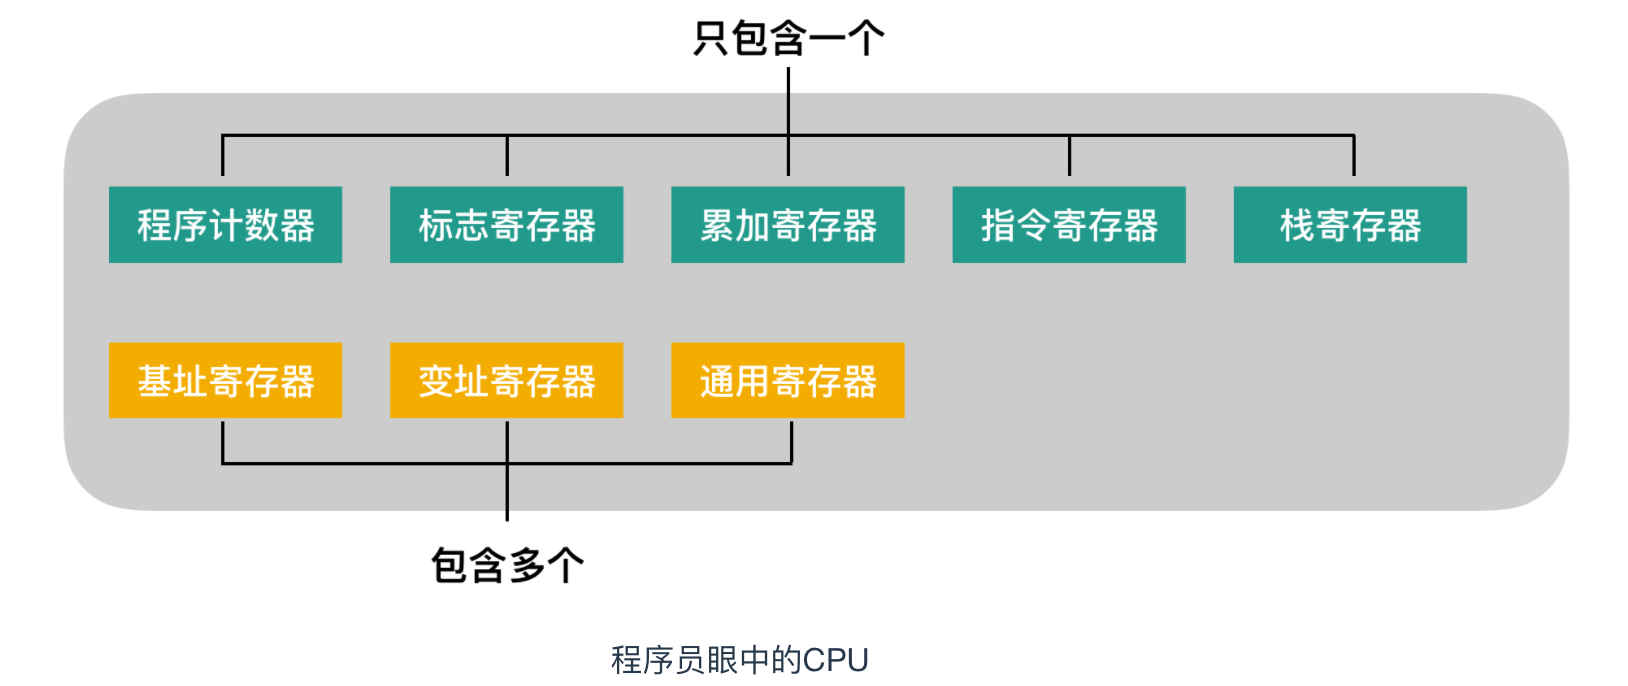 只包含一个
程序计数器 标志寄存器 累加寄存器 指令寄存器 栈寄存器
基址寄存器 变址寄存器 通用寄存器
包含多个
程序员眼中的CPU